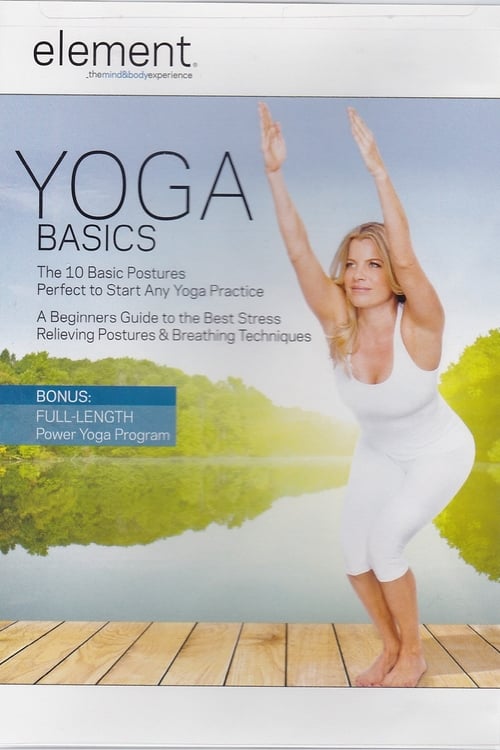 element®
_themind&bodyexperience
YOGA
BASICS
The 10 Basic Postures
Perfect to Start Any Yoga Practice
A Beginners Guide to the Best Stress
Relieving Postures & Breathing Techniques
BONUS:
FULL-LENGTH
Power Yoga Program